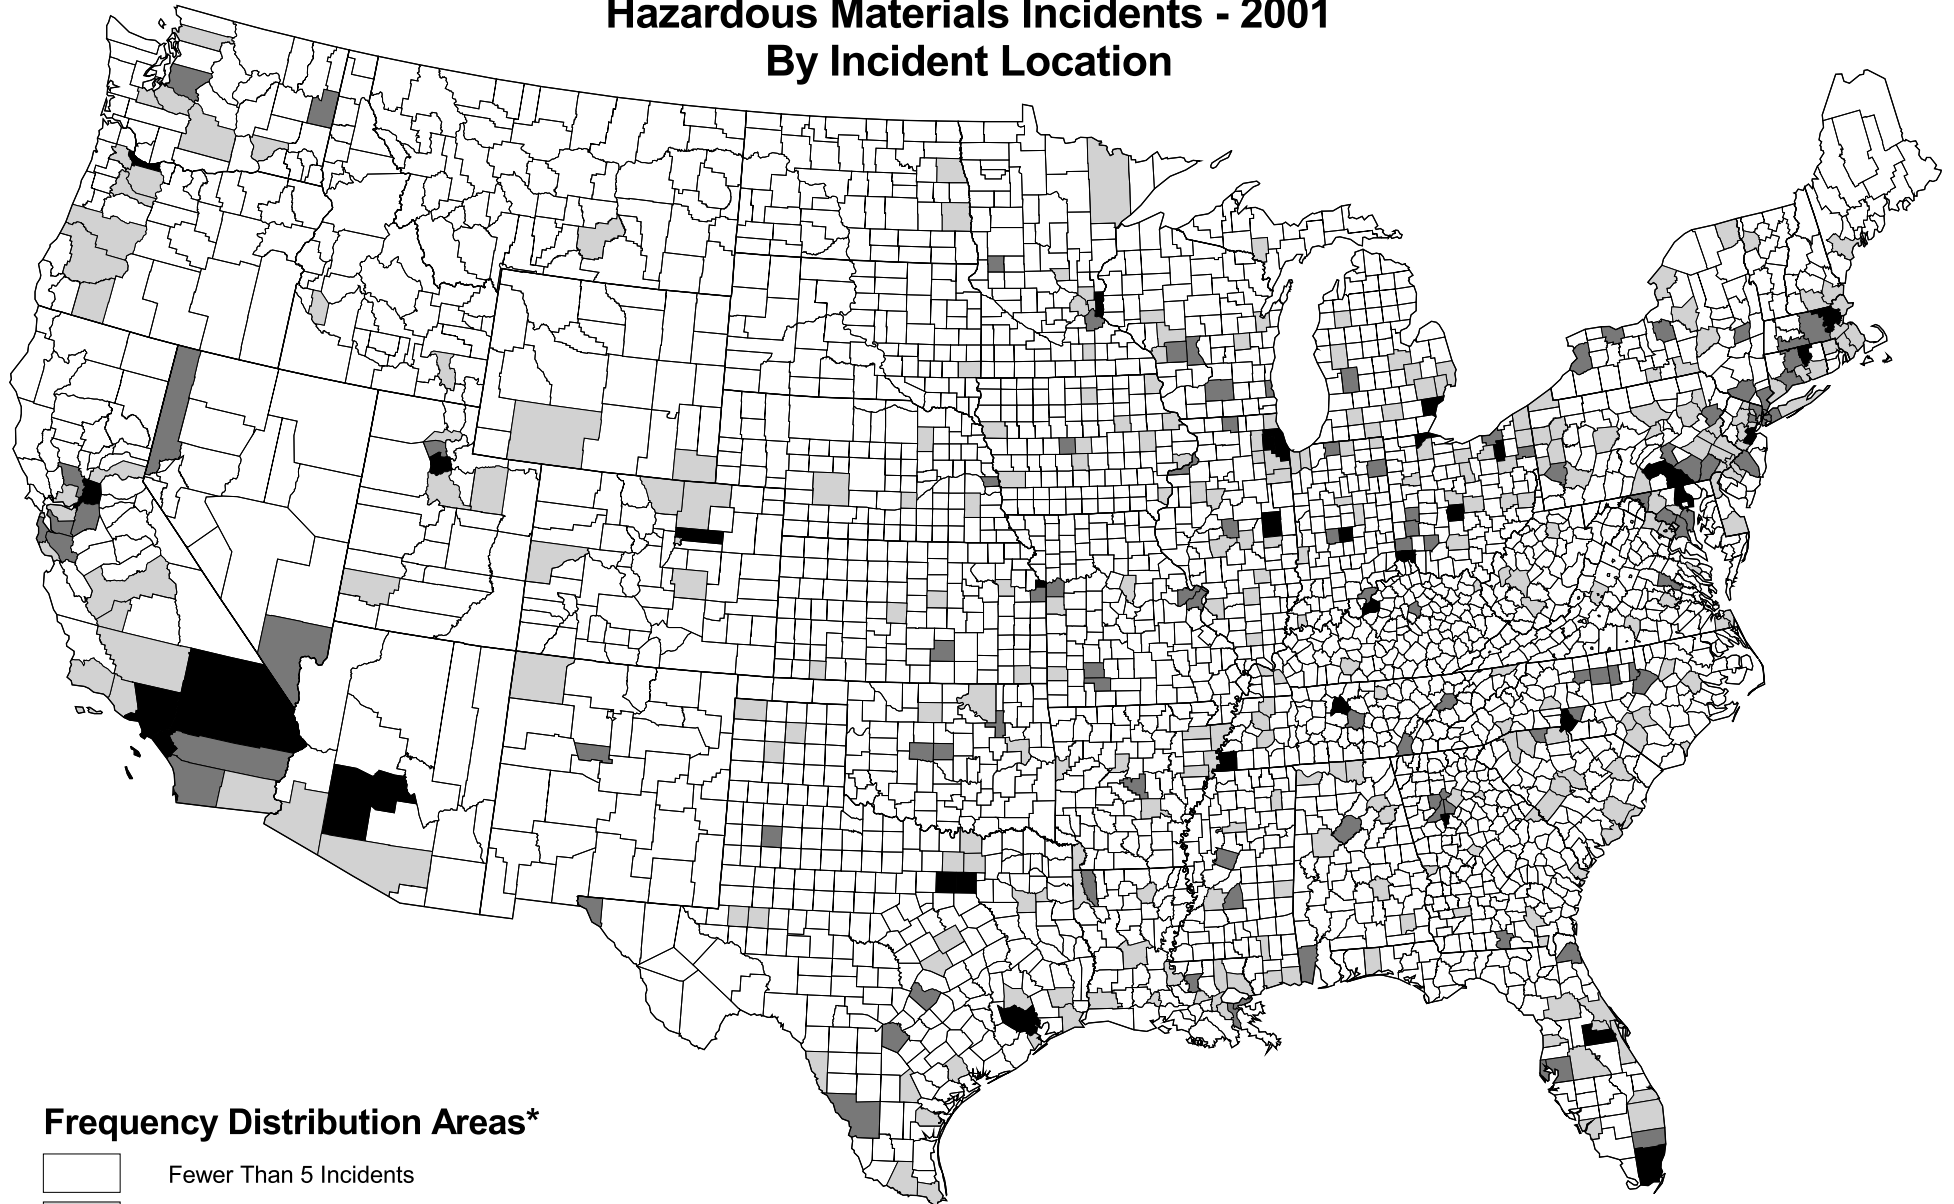 Hazardous Materials Incidents - 2001
By Incident Location
Frequency Distribution Areas*
Fewer Than 5 Incidents